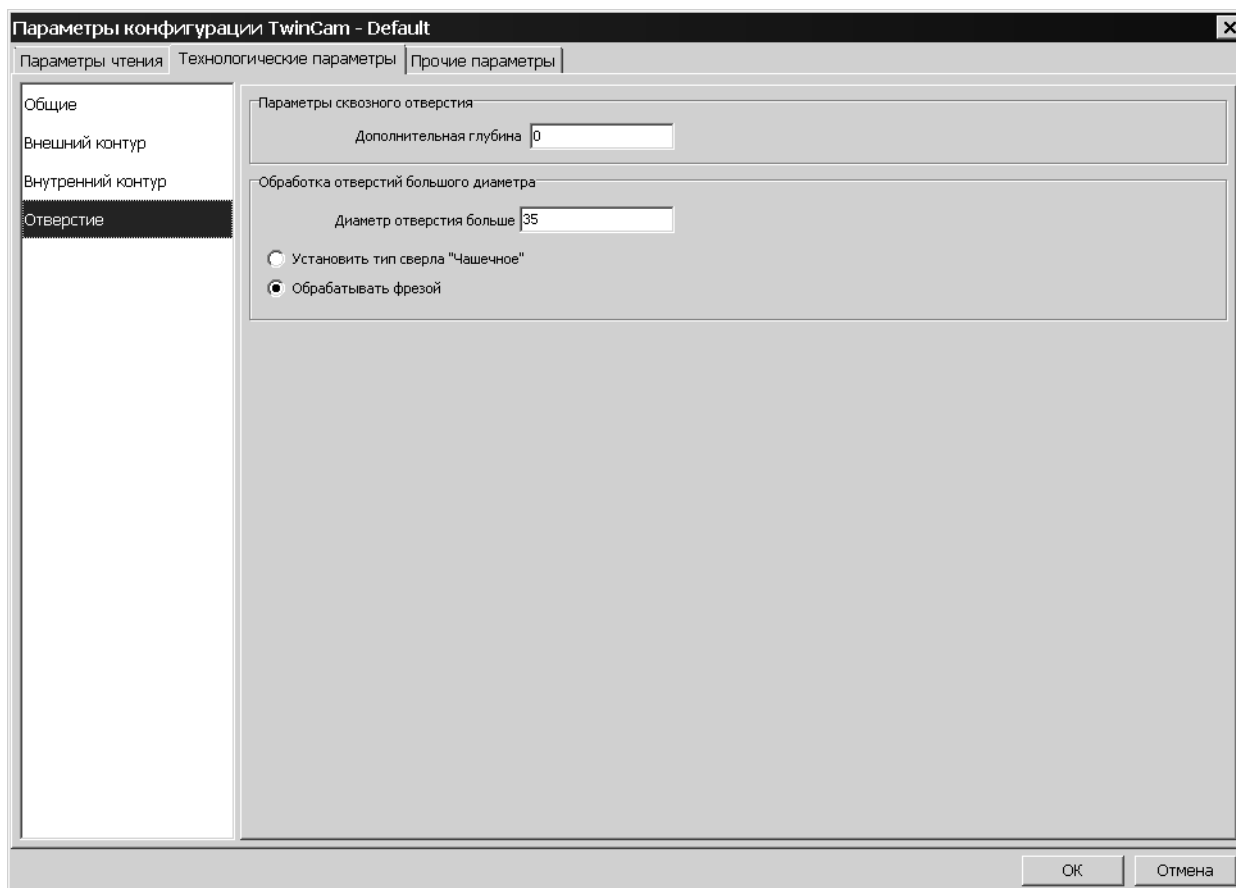 Параметры конфигурации TwinCam - Default
Параметры чтения Технологические параметры Прочие параметры
Общие
Внешний контур
Внутренний контур
Отверстие
Параметры сквозного отверстия
Дополнительная глубина 0
Обработка отверстий большого диаметра
Диаметр отверстия больше 35
Установить тип сверла "Чашечное"
Обрабатывать фрезой
ОК Отмена